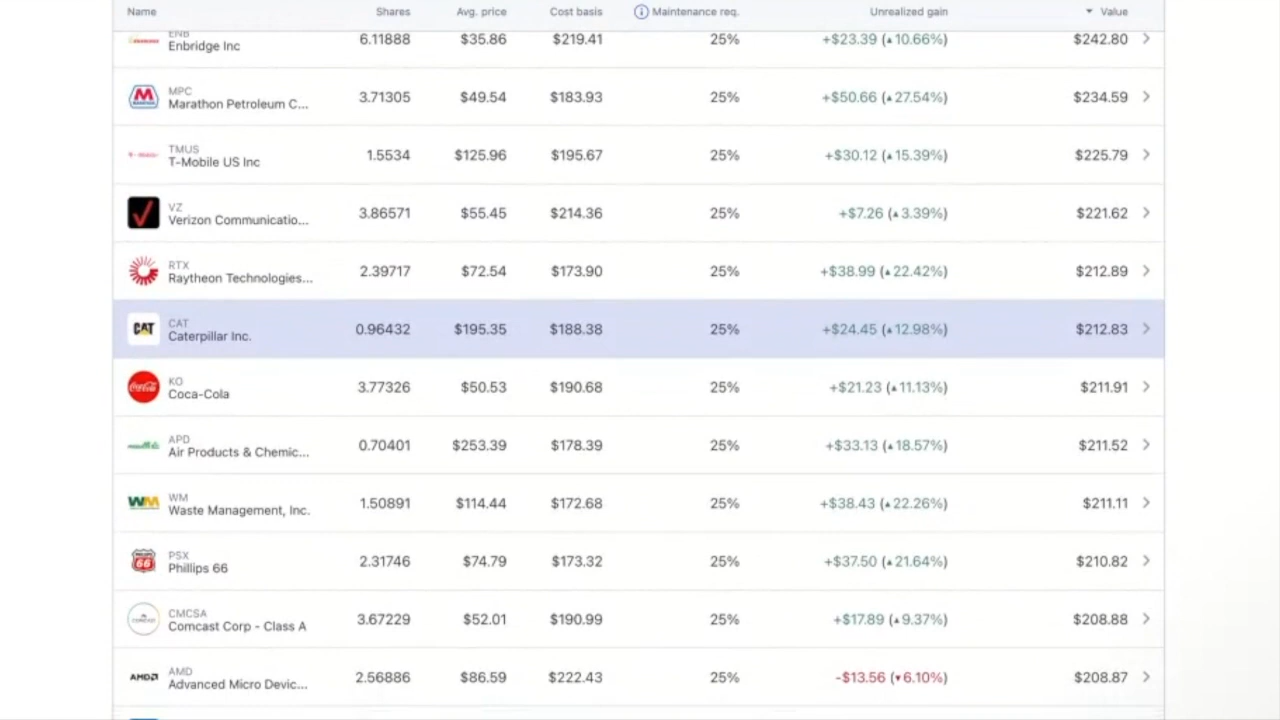 Name Shares Avg. price Cost basis Maintenance req. Unrealized gain Value
ENB
Enbridge Inc 6.11888 $35.86 $219.41 25% +$23.39 (▲10.66%) $242.80
MPC
Marathon Petroleum C... 3.71305 $49.54 $183.93 25% +$50.66 (▲27.54%) $234.59
TMUS
T-Mobile US Inc 1.5534 $125.96 $195.67 25% +$30.12 (▲15.39%) $225.79
VZ
Verizon Communicatio... 3.86571 $55.45 $214.36 25% +$7.26 (▲3.39%) $221.62
RTX
Raytheon Technologies... 2.39717 $72.54 $173.90 25% +$38.99 (▲22.42%) $212.89
CAT
CAT
Caterpillar Inc. 0.96432 $195.35 $188.38 25% +$24.45 (▲12.98%) $212.83
Coca-Cola
KO
Coca-Cola 3.77326 $50.53 $190.68 25% +$21.23 (▲11.13%) $211.91
APD
Air Products & Chemic... 0.70401 $253.39 $178.39 25% +$33.13 (▲18.57%) $211.52
WM
WM
Waste Management, Inc. 1.50891 $114.44 $172.68 25% +$38.43 (▲22.26%) $211.11
66
PSX
Phillips 66 2.31746 $74.79 $173.32 25% +$37.50 (▲21.64%) $210.82
CMCSA
Comcast Corp - Class A 3.67229 $52.01 $190.99 25% +$17.89 (▲9.37%) $208.88
AMD
AMD
Advanced Micro Devic... 2.56886 $86.59 $222.43 25% -$13.56 (▼6.10%) $208.87